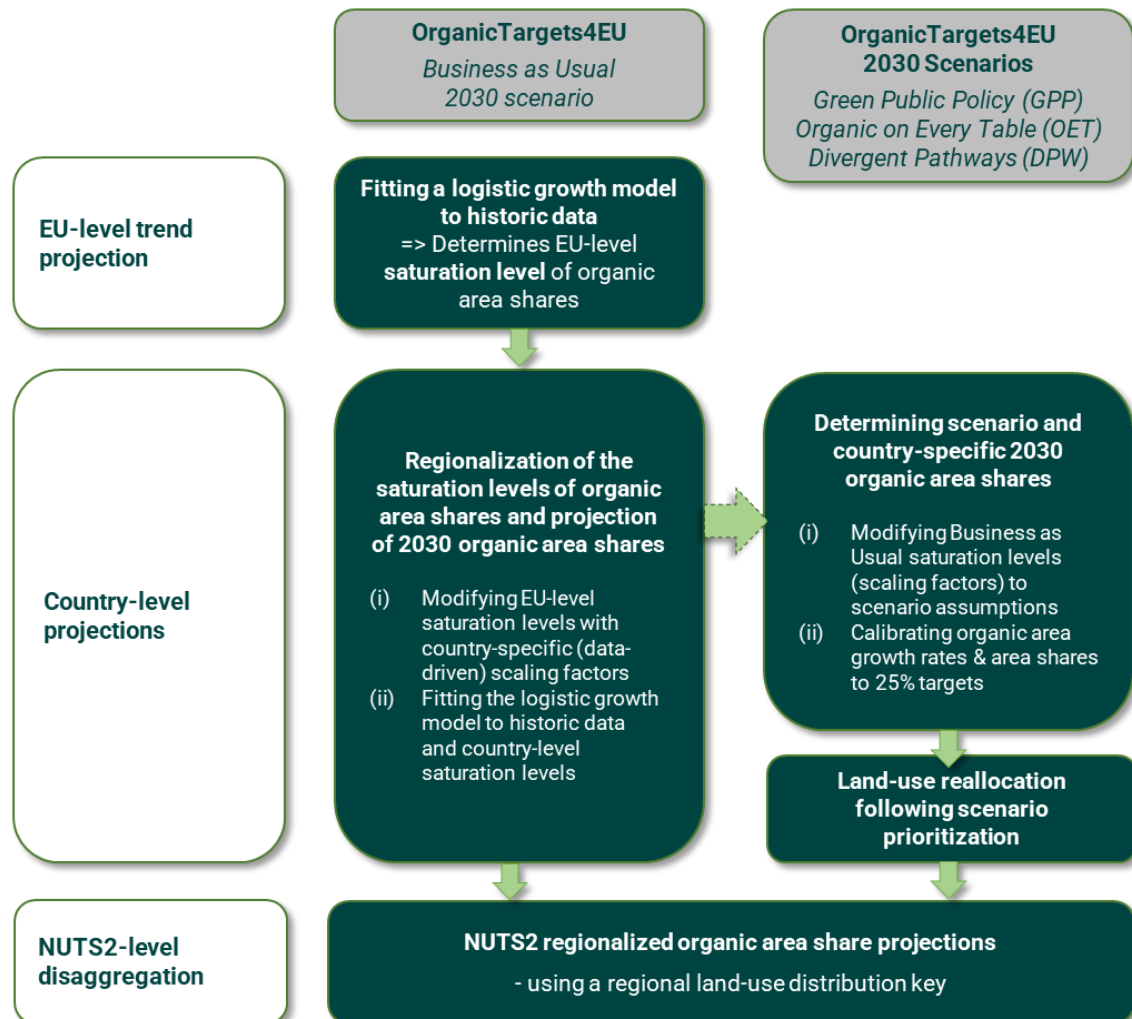 OrganicTargets4EU
Business as Usual
2030 scenario
OrganicTargets4EU
2030 Scenarios
Green Public Policy (GPP)
Organic on Every Table (OET)
Divergent Pathways (DPW)
EU-level trend
projection
Fitting a logistic growth model
to historic data
=> Determines EU-level
saturation level of organic
area shares
Country-level
projections
Regionalization of the
saturation levels of organic
area shares and projection
of 2030 organic area shares
(i) Modifying EU-level
saturation levels with
country-specific (data-
driven) scaling factors
(ii) Fitting the logistic growth
model to historic data
and country-level
saturation levels
Determining scenario and
country-specific 2030
organic area shares
(i) Modifying Business as
Usual saturation levels
(scaling factors) to
scenario assumptions
(ii) Calibrating organic area
growth rates & area shares
to 25% targets
Land-use reallocation
following scenario
prioritization
NUTS2-level
disaggregation
NUTS2 regionalized organic area share projections
- using a regional land-use distribution key